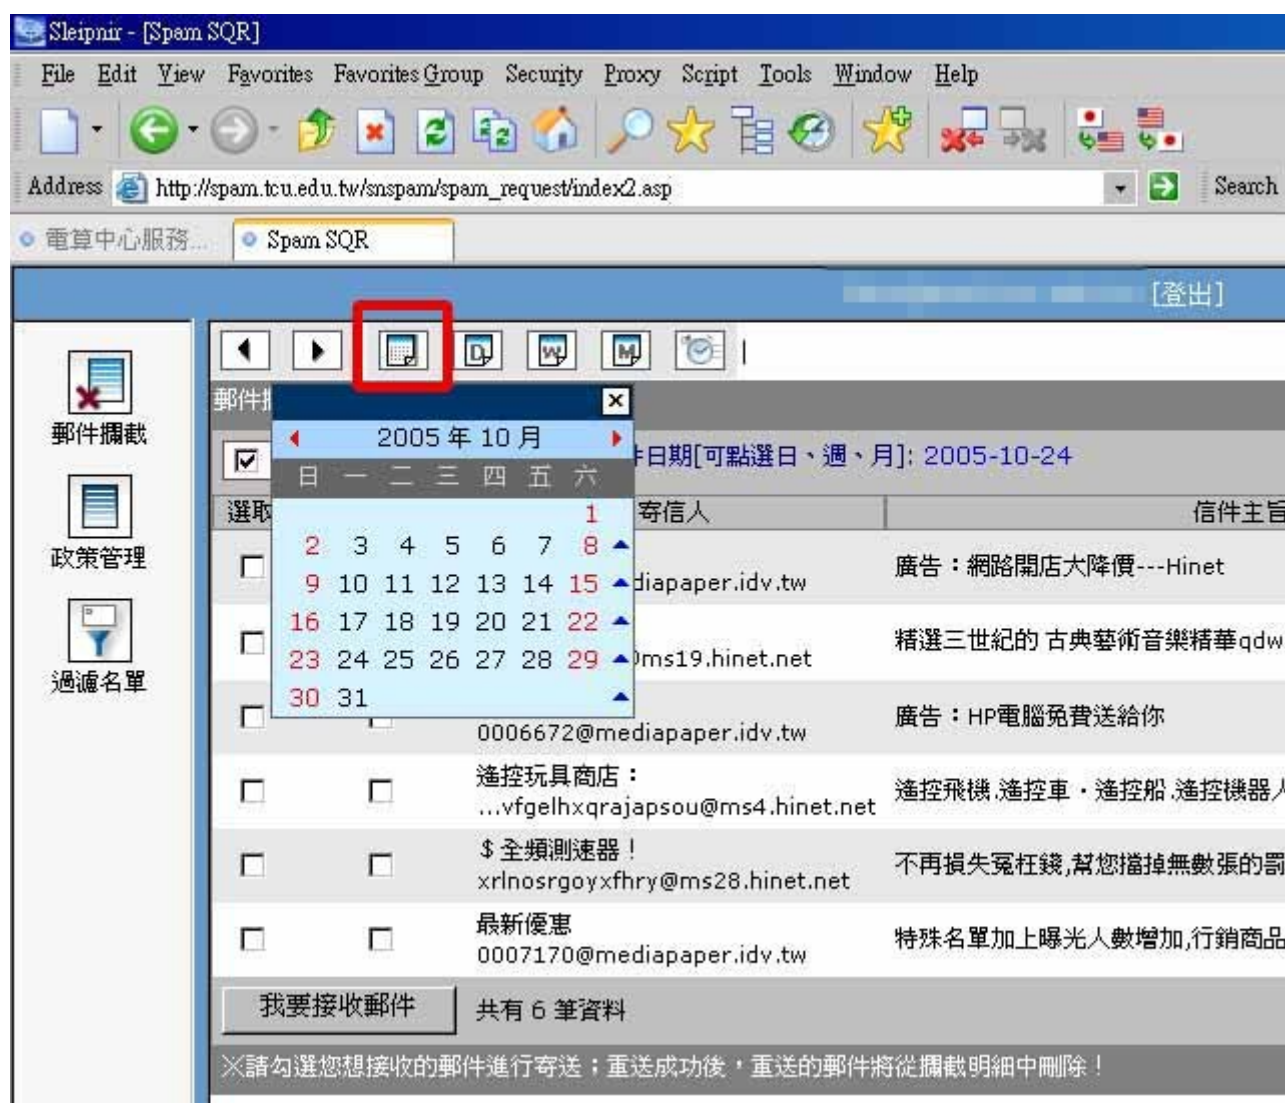 Sleipnir - [Spam SQR]
File Edit View Favorites Favorites Group Security Proxy Script Tools Window Help
Address http://spam.tcu.edu.tw/snspam/spam_request/index2.asp Search
電算中心服務... Spam SQR
[登出]
D W M
郵件攔截
政策管理
過濾名單
郵件
2005 年 10 月
日 一 二 三 四 五 六
1
2 3 4 5 6 7 8
9 10 11 12 13 14 15
16 17 18 19 20 21 22
23 24 25 26 27 28 29
30 31
日期[可點選日、週、月]: 2005-10-24
選取 寄信人 信件主旨
diapaper.idv.tw 廣告：網路開店大降價---Hinet
ms19.hinet.net 精選三世紀的 古典藝術音樂精華qdw
0006672@mediapaper.idv.tw 廣告：HP電腦免費送給你
遙控玩具商店：
...vfgelhxqrajapsou@ms4.hinet.net 遙控飛機.遙控車‧遙控船.遙控機器人
＄全頻測速器！
xrlnosrgoyxfhry@ms28.hinet.net 不再損失冤枉錢,幫您擋掉無數張的罰
最新優惠
0007170@mediapaper.idv.tw 特殊名單加上曝光人數增加,行銷商品
我要接收郵件 共有 6 筆資料
※請勾選您想接收的郵件進行寄送；重送成功後，重送的郵件將從攔截明細中刪除！